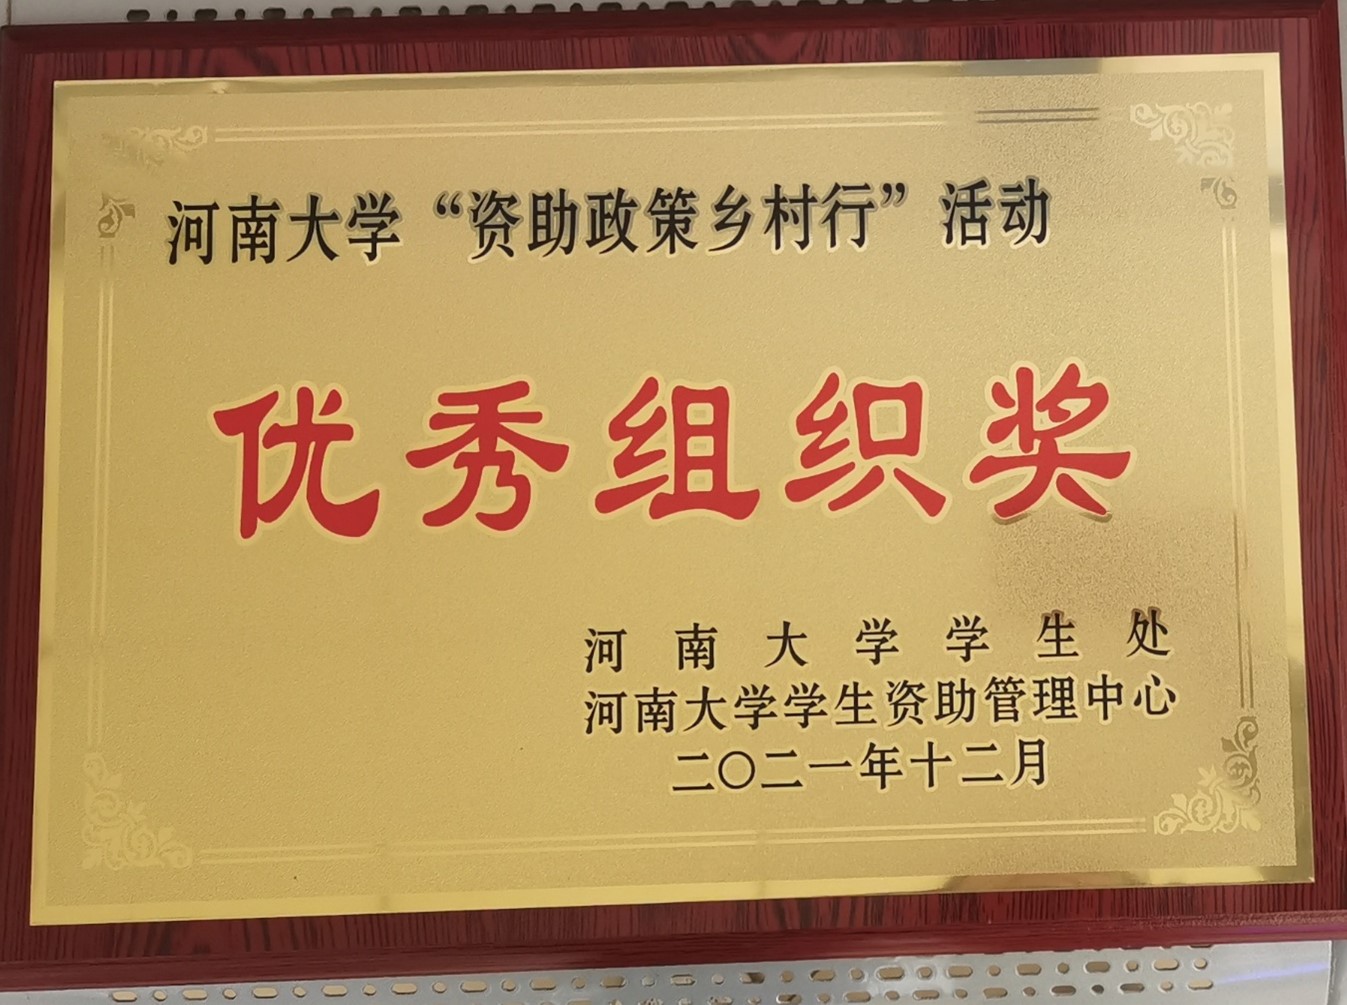 河南大学“资助政策乡村行”活动
优秀组织奖
河南大学学生处
河南大学学生资助管理中心
二〇二一年十二月